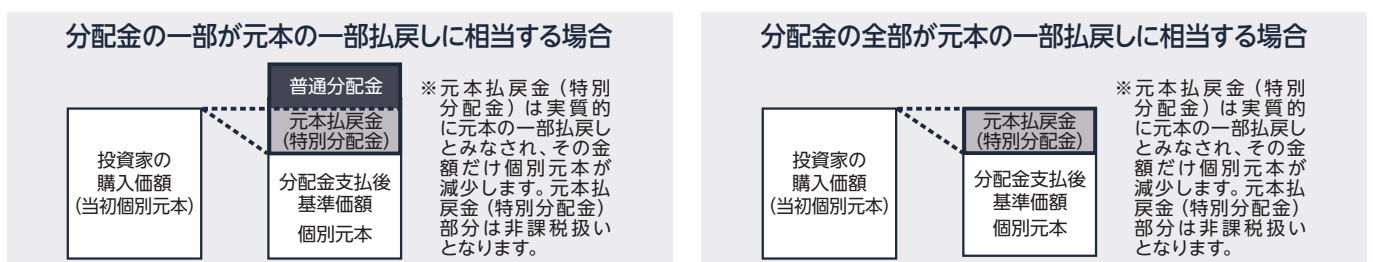 分配金の一部が元本の一部払戻しに相当する場合
普通分配金
元本払戻金
(特別分配金)
投資家の
購入価額
(当初個別元本)
分配金支払後
基準価額
個別元本
※元本払戻金(特別
分配金)は実質的
に元本の一部払戻し
とみなされ、その金
額だけ個別元本が
減少します。元本払
戻金(特別分配金)
部分は非課税扱い
となります。
分配金の全部が元本の一部払戻しに相当する場合
元本払戻金
(特別分配金)
投資家の
購入価額
(当初個別元本)
分配金支払後
基準価額
個別元本
※元本払戻金(特別
分配金)は実質的
に元本の一部払戻し
とみなされ、その金
額だけ個別元本が
減少します。元本払
戻金(特別分配金)
部分は非課税扱い
となります。